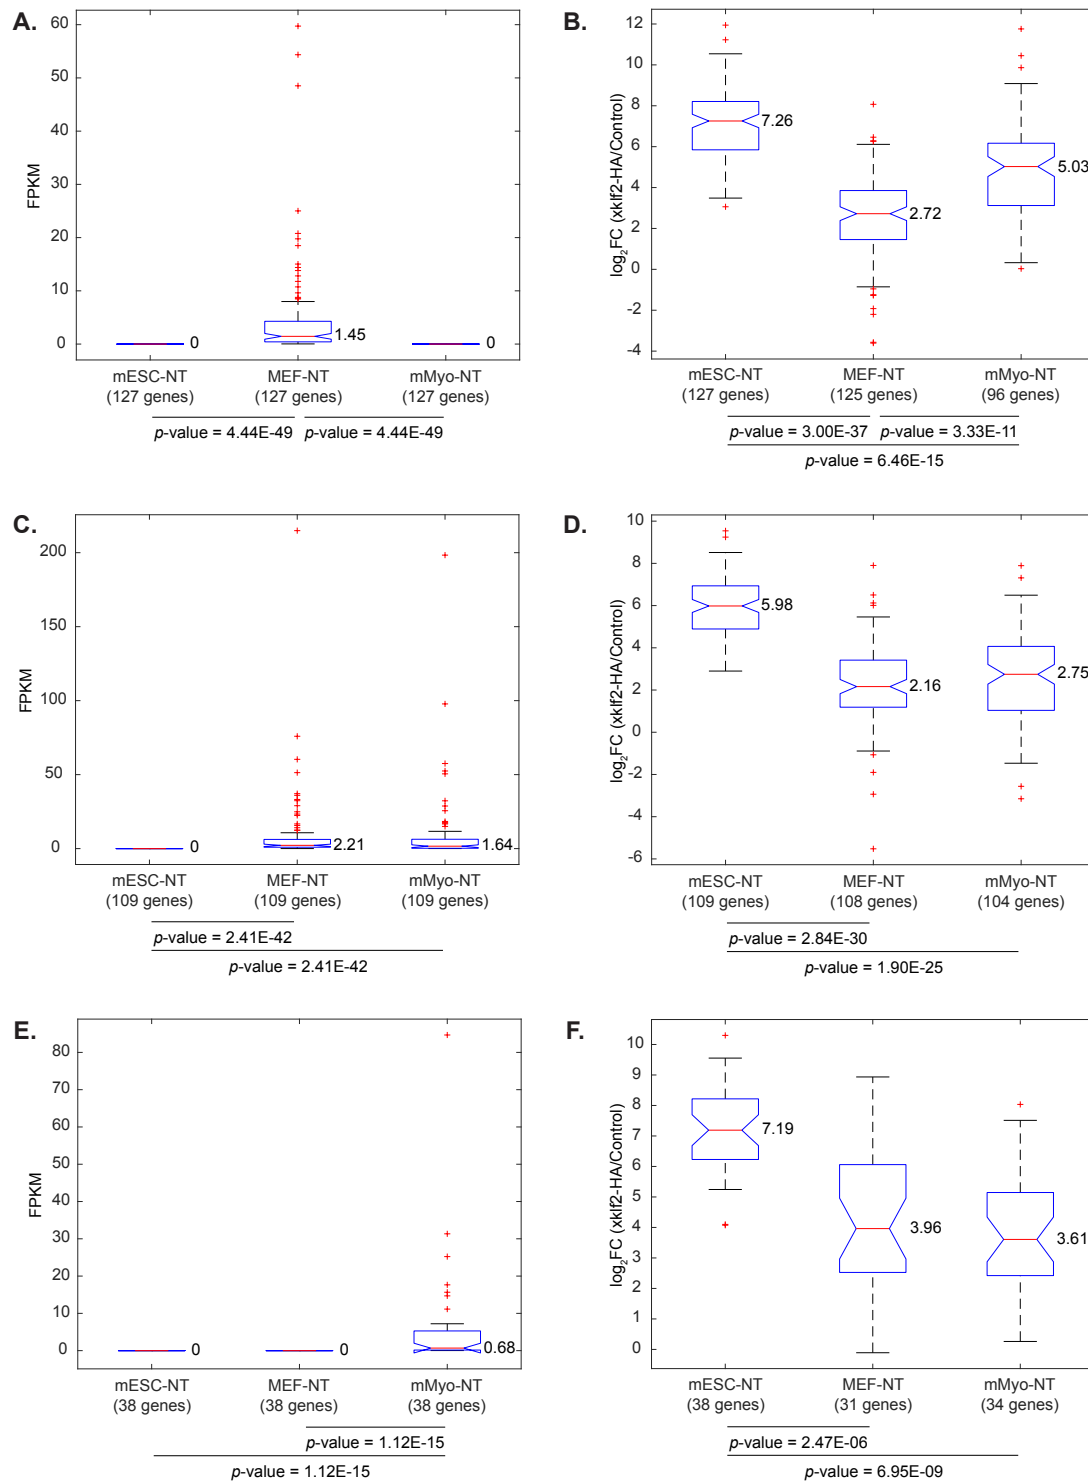 A.
FPKM
60
50
40
30
20
10
0
0
1.45
0
mESC-NT
(127 genes)
MEF-NT
(127 genes)
mMyo-NT
(127 genes)
p-value = 4.44E-49
p-value = 4.44E-49
B.
log2FC (xklf2-HA/Control)
12
10
8
6
4
2
0
-2
-4
7.26
2.72
5.03
mESC-NT
(127 genes)
MEF-NT
(125 genes)
mMyo-NT
(96 genes)
p-value = 3.00E-37
p-value = 3.33E-11
p-value = 6.46E-15
C.
FPKM
200
150
100
50
0
0
2.21
1.64
mESC-NT
(109 genes)
MEF-NT
(109 genes)
mMyo-NT
(109 genes)
p-value = 2.41E-42
p-value = 2.41E-42
D.
log2FC (xklf2-HA/Control)
10
8
6
4
2
0
-2
-4
-6
5.98
2.16
2.75
mESC-NT
(109 genes)
MEF-NT
(108 genes)
mMyo-NT
(104 genes)
p-value = 2.84E-30
p-value = 1.90E-25
E.
FPKM
80
70
60
50
40
30
20
10
0
0
0
0.68
mESC-NT
(38 genes)
MEF-NT
(38 genes)
mMyo-NT
(38 genes)
p-value = 1.12E-15
p-value = 1.12E-15
F.
log2FC (xklf2-HA/Control)
10
9
8
7
6
5
4
3
2
1
0
7.19
3.96
3.61
mESC-NT
(38 genes)
MEF-NT
(31 genes)
mMyo-NT
(34 genes)
p-value = 2.47E-06
p-value = 6.95E-09